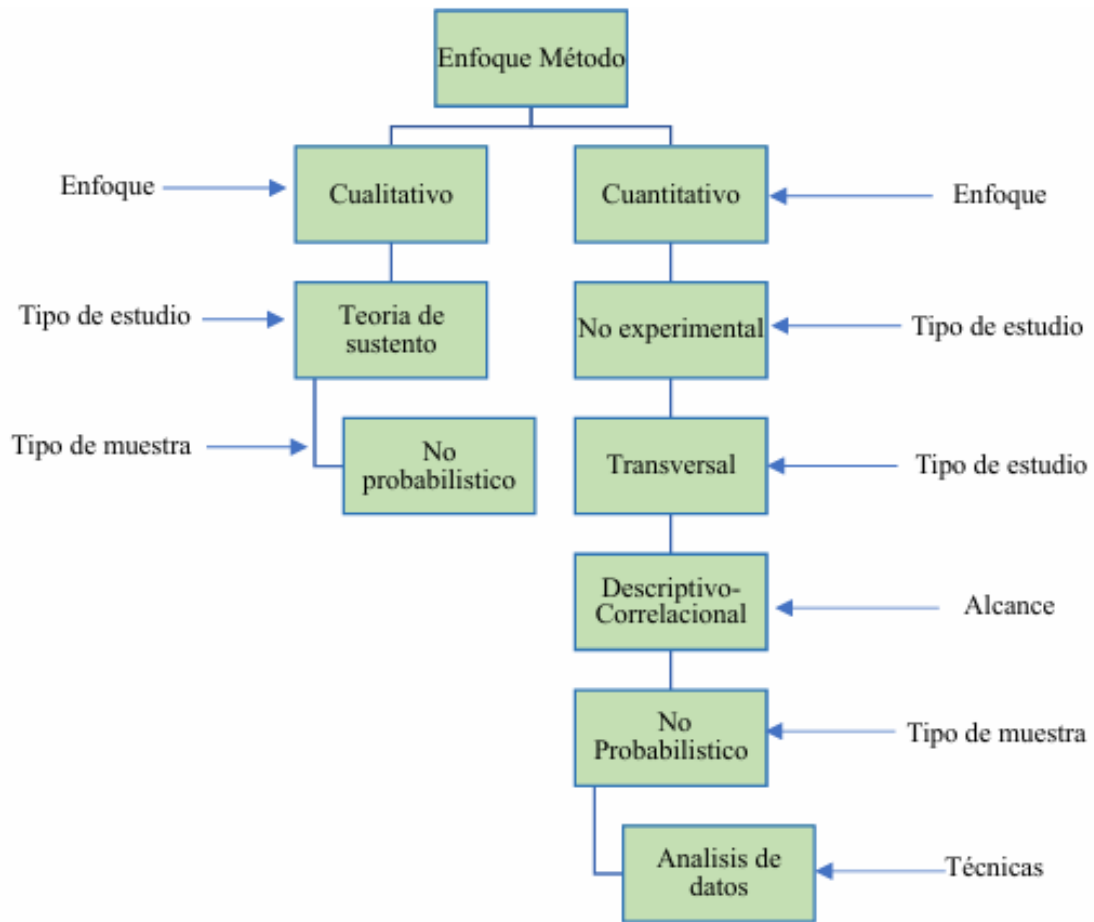 Enfoque Método
Enfoque
Cualitativo
Cuantitativo
Enfoque
Tipo de estudio
Teoria de
sustento
No experimental
Tipo de estudio
Tipo de muestra
No
probabilistico
Transversal
Tipo de estudio
Descriptivo-
Correlacional
Alcance
No
Probabilistico
Tipo de muestra
Analisis de
datos
Técnicas